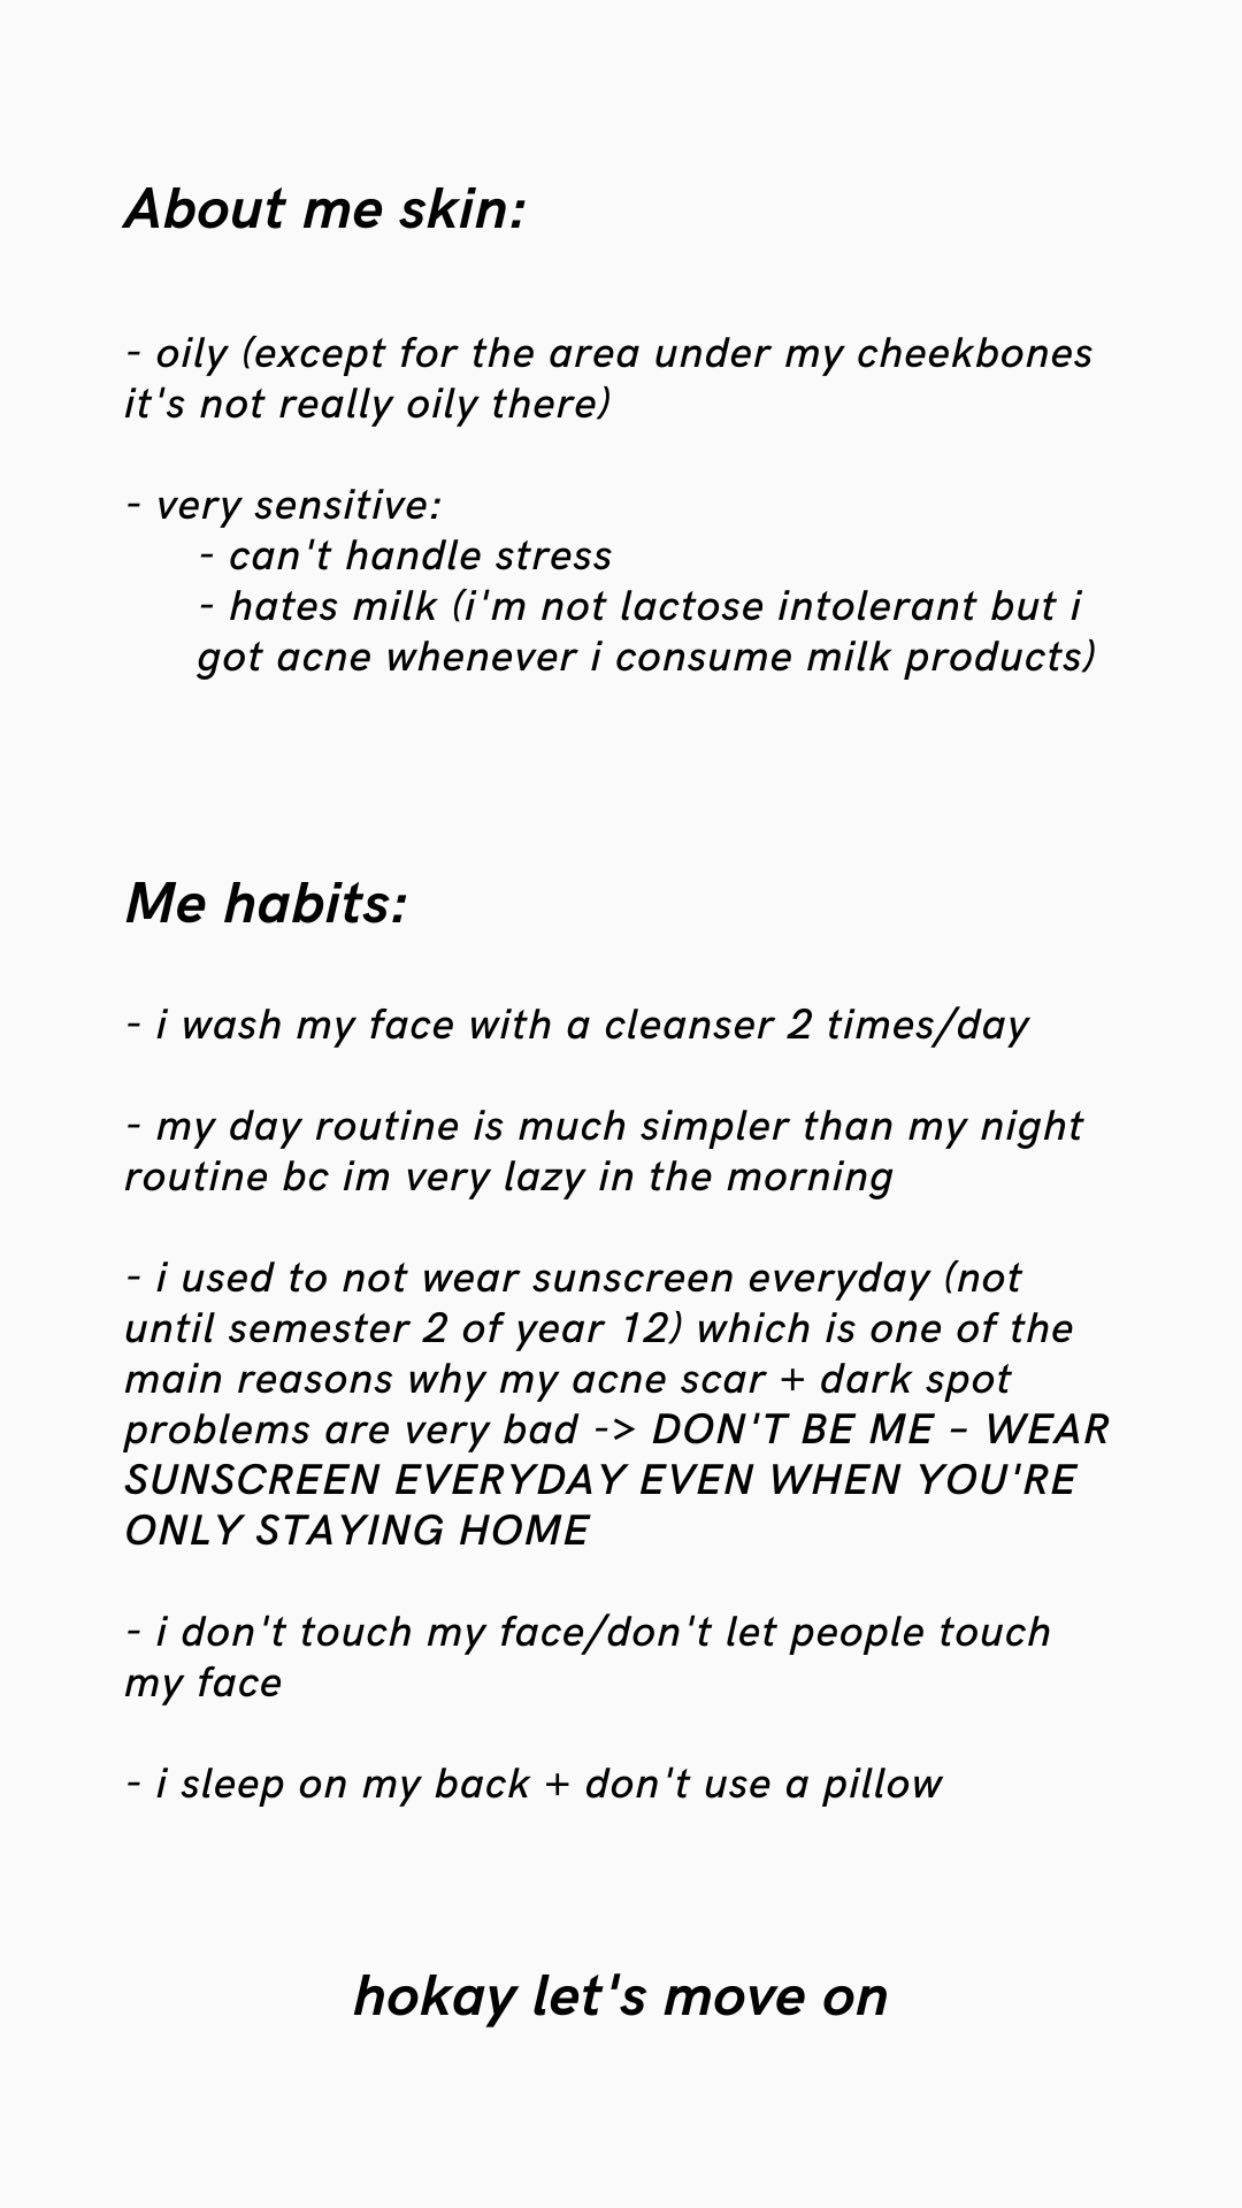 About me skin:
- oily (except for the area under my cheekbones
it's not really oily there)
- very sensitive:
- can't handle stress
- hates milk (i'm not lactose intolerant but i
got acne whenever i consume milk products)
Me habits:
- i wash my face with a cleanser 2 times/day
- my day routine is much simpler than my night
routine bc im very lazy in the morning
- i used to not wear sunscreen everyday (not
until semester 2 of year 12) which is one of the
main reasons why my acne scar + dark spot
problems are very bad -> DON'T BE ME – WEAR
SUNSCREEN EVERYDAY EVEN WHEN YOU'RE
ONLY STAYING HOME
- i don't touch my face/don't let people touch
my face
- i sleep on my back + don't use a pillow
hokay let's move on